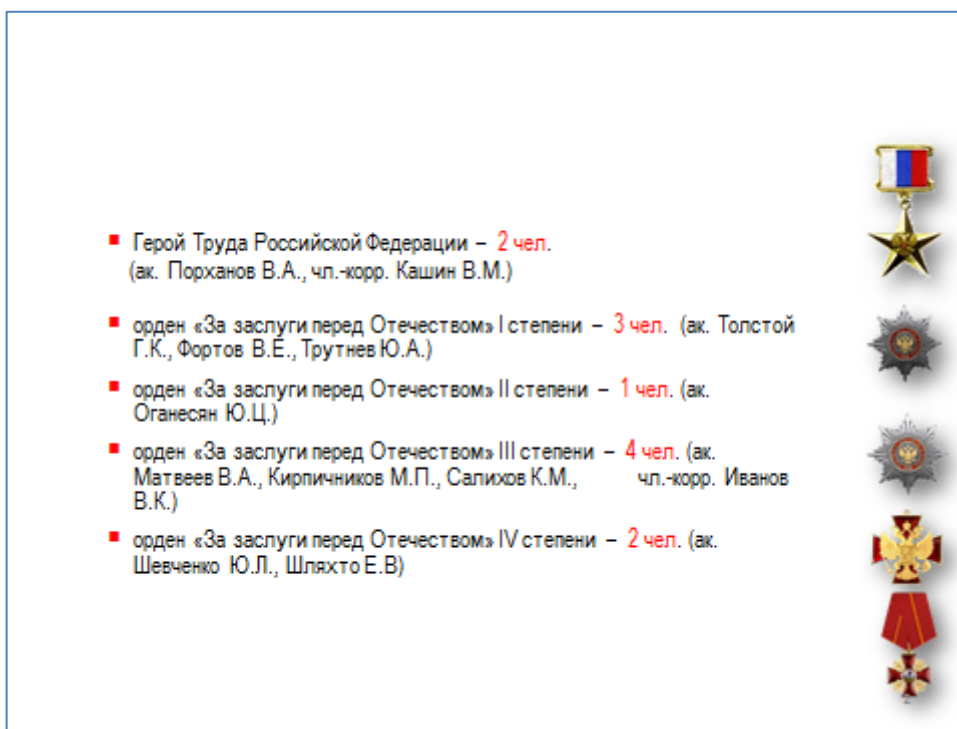 ▪ Герой Труда Российской Федерации – 2 чел.
(ак. Порханов В.А., чл.-корр. Кашин В.М.)
▪ орден «За заслуги перед Отечеством» I степени – 3 чел. (ак. Толстой
Г.К., Фортов В.Е., Трутнев Ю.А.)
▪ орден «За заслуги перед Отечеством» II степени – 1 чел. (ак.
Оганесян Ю.Ц.)
▪ орден «За заслуги перед Отечеством» III степени – 4 чел. (ак.
Матвеев В.А., Кирпичников М.П., Салихов К.М., чл.-корр. Иванов
В.К.)
▪ орден «За заслуги перед Отечеством» IV степени – 2 чел. (ак.
Шевченко Ю.Л., Шляхто Е.В)